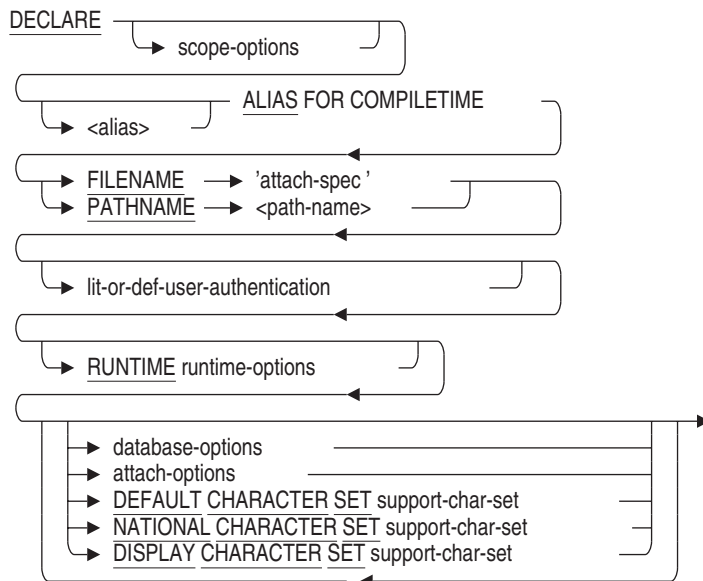 DECLARE
scope-options
<alias> ALIAS FOR COMPILETIME
FILENAME 'attach-spec '
PATHNAME <path-name>
lit-or-def-user-authentication
RUNTIME runtime-options
database-options
attach-options
DEFAULT CHARACTER SET support-char-set
NATIONAL CHARACTER SET support-char-set
DISPLAY CHARACTER SET support-char-set